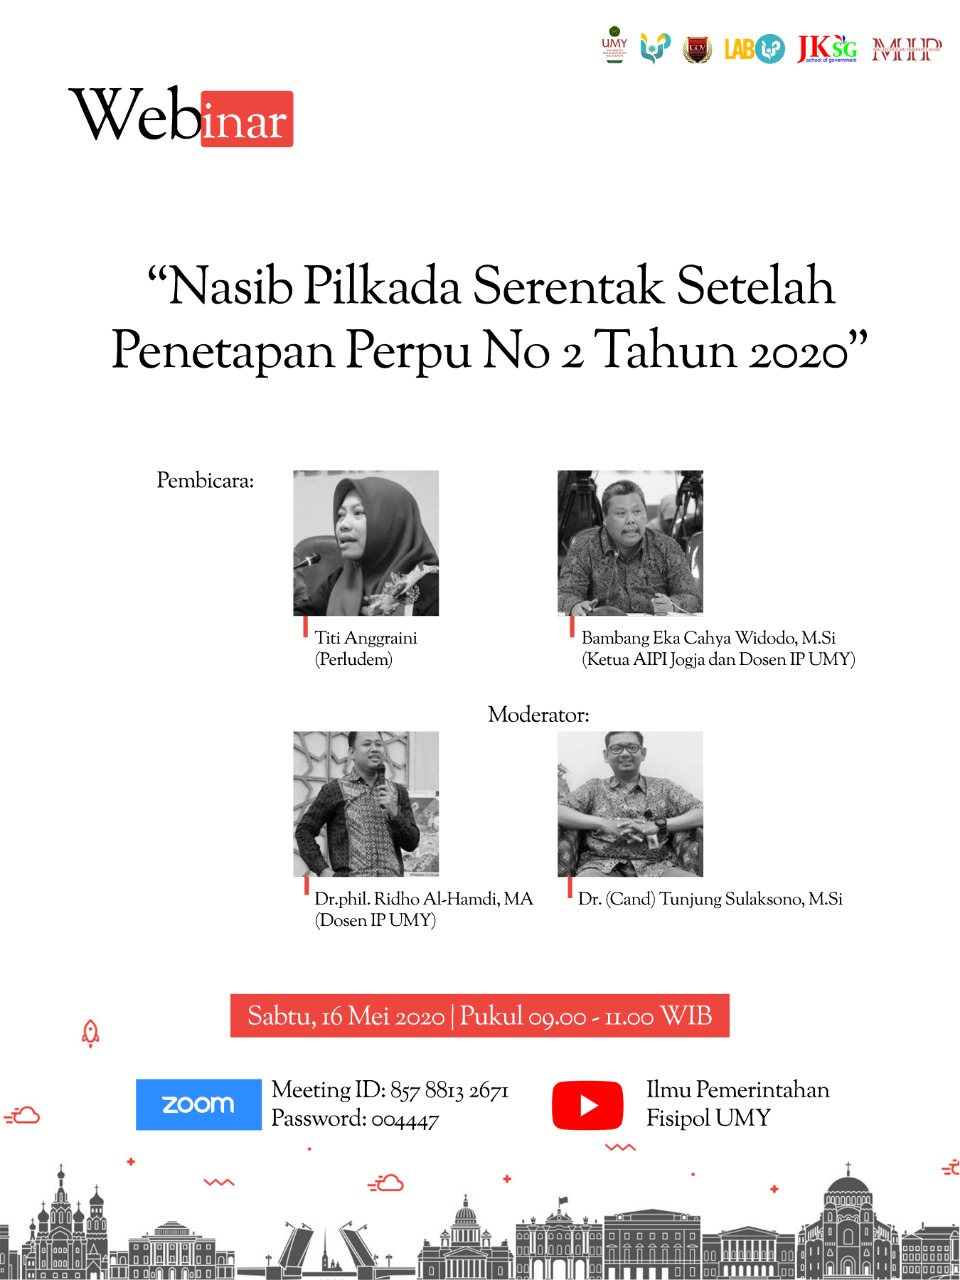 UMY
IGOV
LAB
JKSG
school of government
MIP
Webinar
“Nasib Pilkada Serentak Setelah
Penetapan Perpu No 2 Tahun 2020”
Pembicara:
Titi Anggraini
(Perludem)
Bambang Eka Cahya Widodo, M.Si
(Ketua AIPI Jogja dan Dosen IP UMY)
Moderator:
Dr.phil. Ridho Al-Hamdi, MA
(Dosen IP UMY)
Dr. (Cand) Tunjung Sulaksono, M.Si
Sabtu, 16 Mei 2020 | Pukul 09.00 - 11.00 WIB
zoom
Meeting ID: 857 8813 2671
Password: 004447
Ilmu Pemerintahan
Fisipol UMY